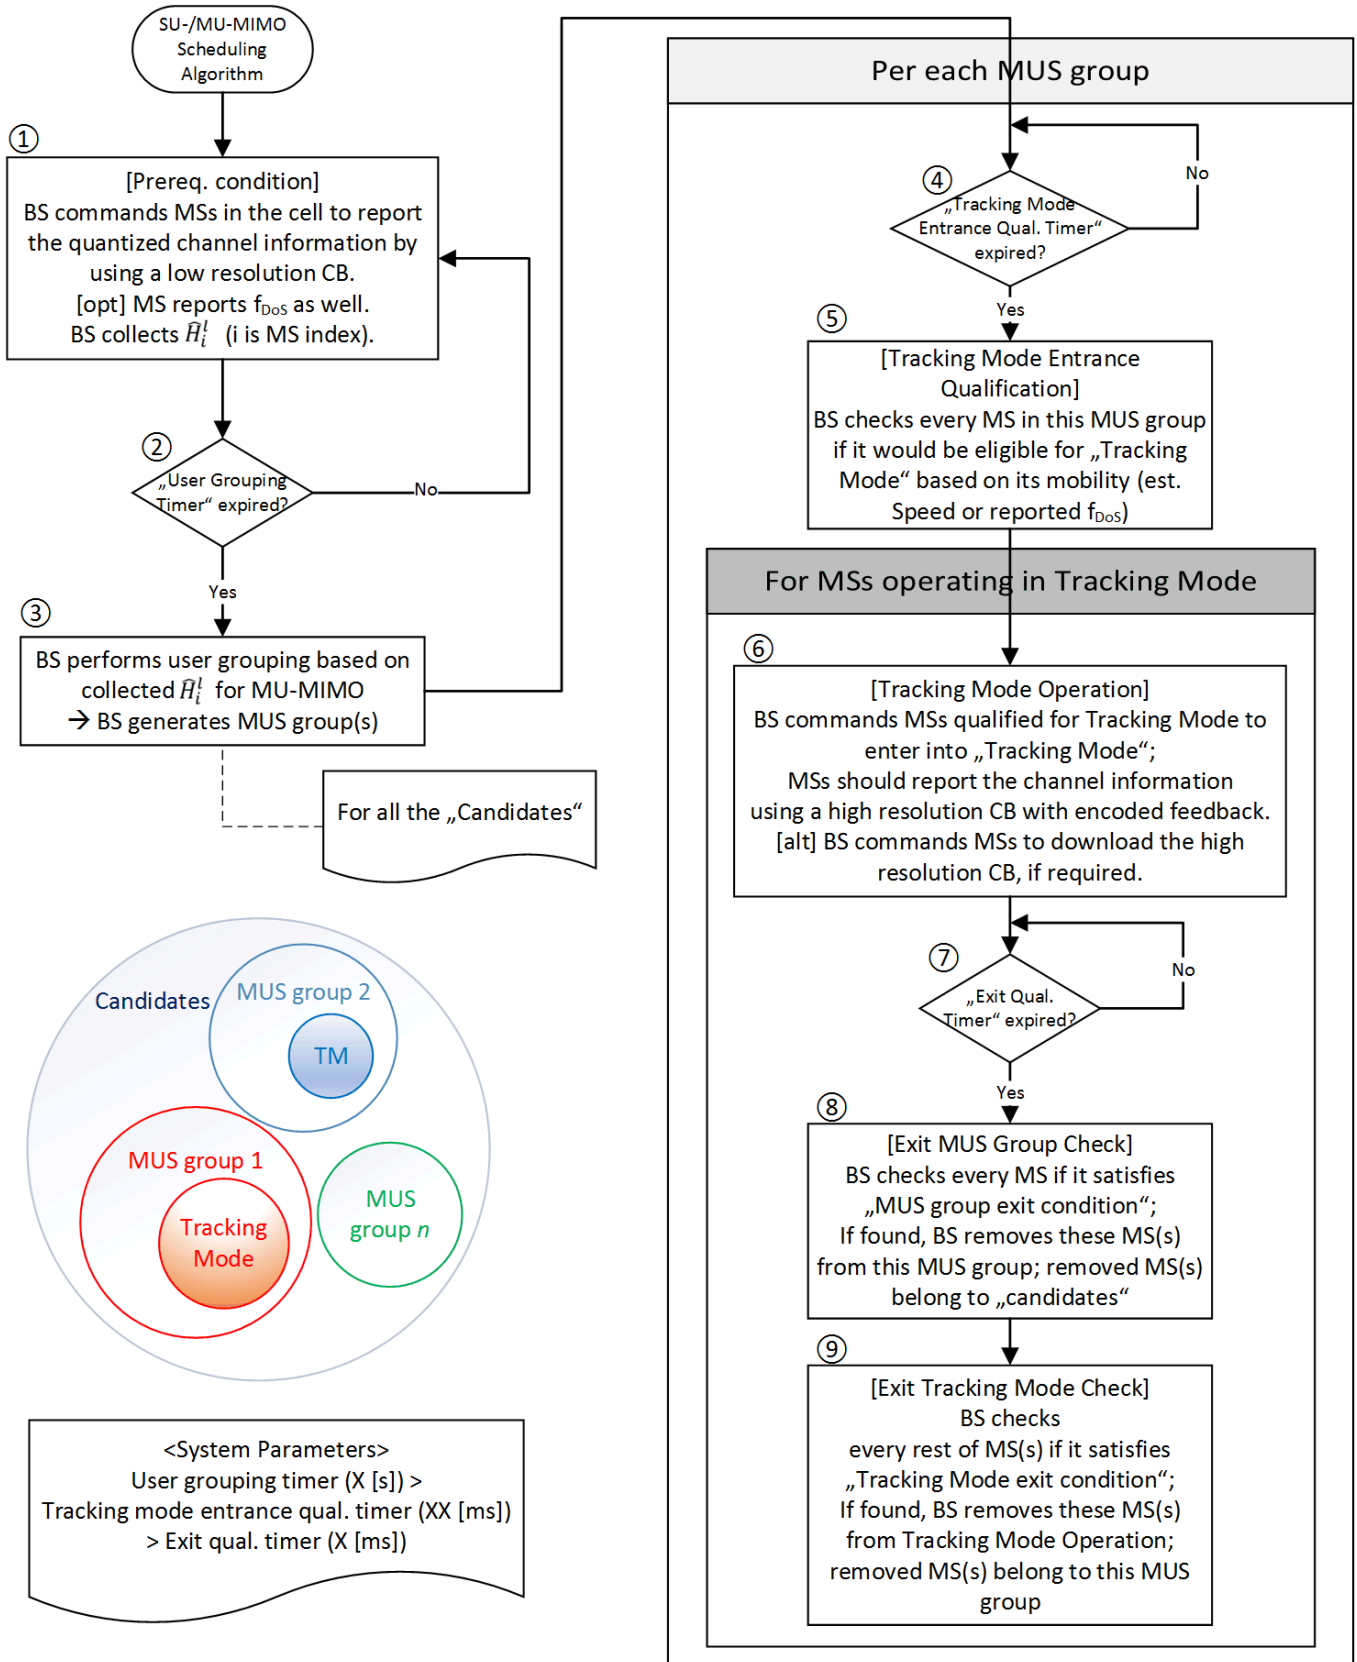 SU-/MU-MIMO
Scheduling
Algorithm
①
[Prereq. condition]
BS commands MSs in the cell to report
the quantized channel information by
using a low resolution CB.
[opt] MS reports f_DoS as well.
BS collects Ĥ_i^l (i is MS index).
②
„User Grouping
Timer“ expired?
No
Yes
③
BS performs user grouping based on
collected Ĥ_i^l for MU-MIMO
→ BS generates MUS group(s)
For all the „Candidates“
Candidates
MUS group 2
TM
MUS group 1
Tracking
Mode
MUS
group n
<System Parameters>
User grouping timer (X [s]) >
Tracking mode entrance qual. timer (XX [ms])
> Exit qual. timer (X [ms])
Per each MUS group
④
„Tracking Mode
Entrance Qual. Timer“
expired?
No
Yes
⑤
[Tracking Mode Entrance
Qualification]
BS checks every MS in this MUS group
if it would be eligible for „Tracking
Mode“ based on its mobility (est.
Speed or reported f_DoS)
For MSs operating in Tracking Mode
⑥
[Tracking Mode Operation]
BS commands MSs qualified for Tracking Mode to
enter into „Tracking Mode“;
MSs should report the channel information
using a high resolution CB with encoded feedback.
[alt] BS commands MSs to download the high
resolution CB, if required.
⑦
„Exit Qual.
Timer“ expired?
No
Yes
⑧
[Exit MUS Group Check]
BS checks every MS if it satisfies
„MUS group exit condition“;
If found, BS removes these MS(s)
from this MUS group; removed MS(s)
belong to „candidates“
⑨
[Exit Tracking Mode Check]
BS checks
every rest of MS(s) if it satisfies
„Tracking Mode exit condition“;
If found, BS removes these MS(s)
from Tracking Mode Operation;
removed MS(s) belong to this MUS
group